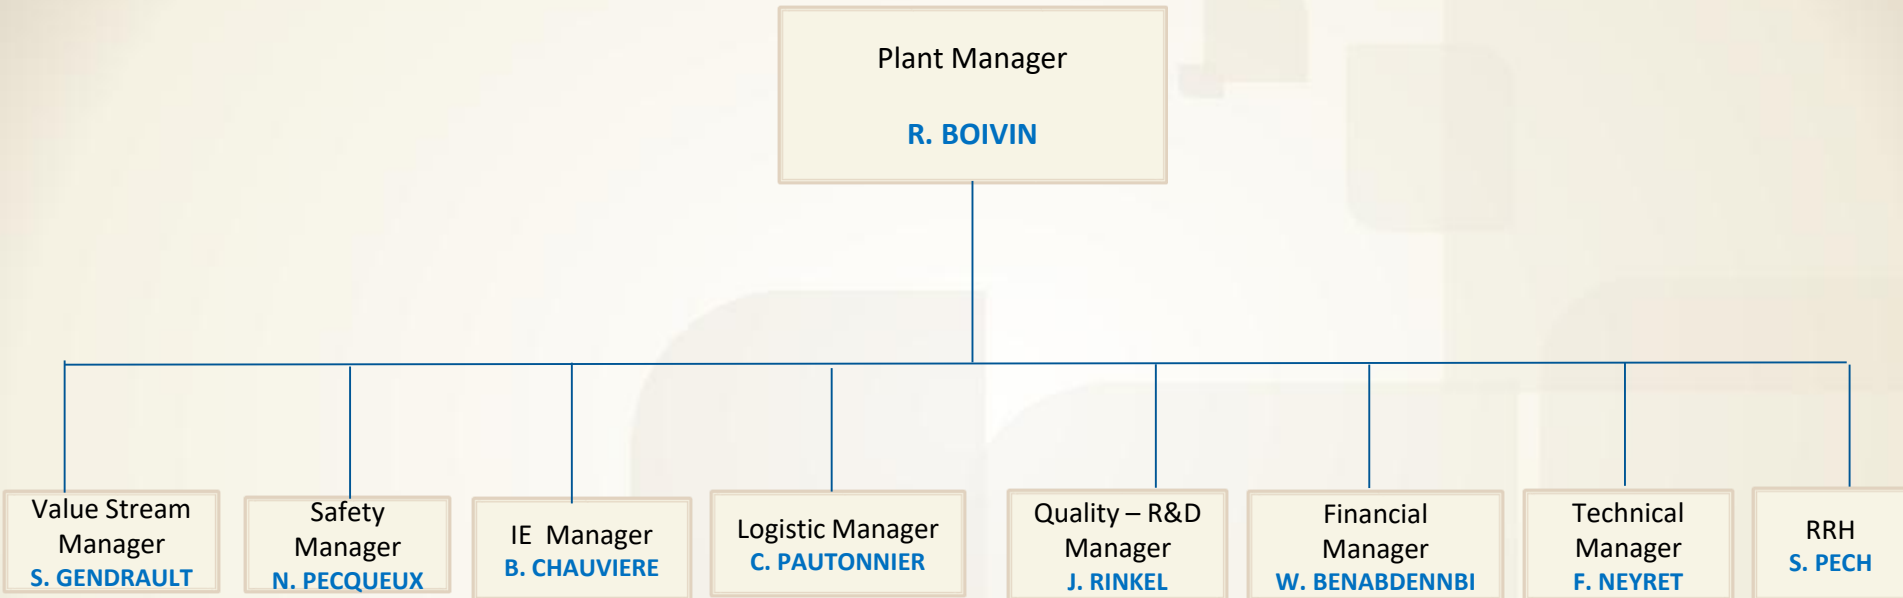 Plant Manager
R. BOIVIN
Value Stream
Manager
S. GENDRAULT
Safety
Manager
N. PECQUEUX
IE  Manager
B. CHAUVIERE
Logistic Manager
C. PAUTONNIER
Quality – R&D
Manager
J. RINKEL
Financial
Manager
W. BENABDENNBI
Technical
Manager
F. NEYRET
RRH
S. PECH